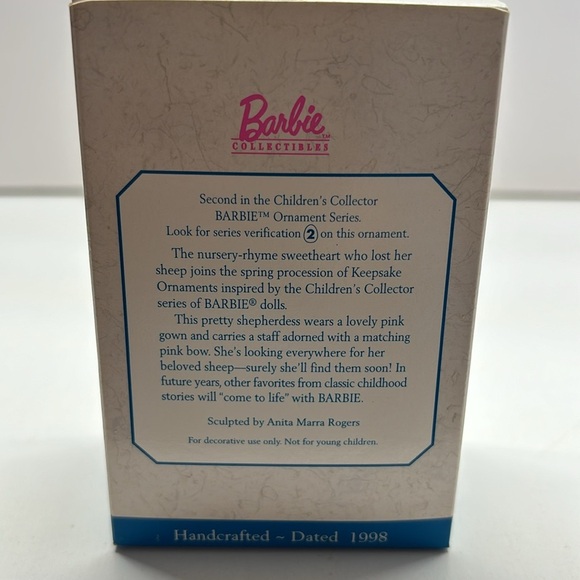 Barbie™
COLLECTIBLES
Second in the Children's Collector
BARBIE™ Ornament Series.
Look for series verification 2 on this ornament.
The nursery-rhyme sweetheart who lost her
sheep joins the spring procession of Keepsake
Ornaments inspired by the Children's Collector
series of BARBIE® dolls.
This pretty shepherdess wears a lovely pink
gown and carries a staff adorned with a matching
pink bow. She's looking everywhere for her
beloved sheep—surely she'll find them soon! In
future years, other favorites from classic childhood
stories will "come to life" with BARBIE.
Sculpted by Anita Marra Rogers
For decorative use only. Not for young children.
Handcrafted ~ Dated 1998